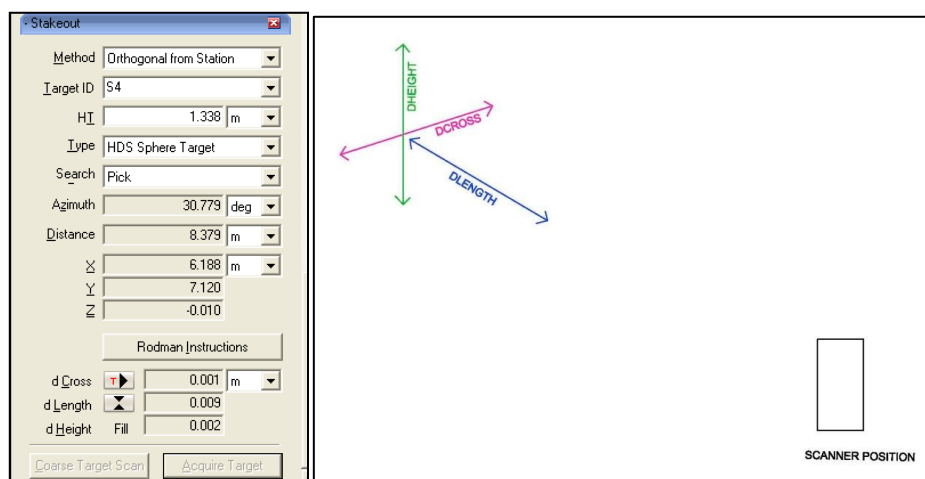 Stakeout
Method Orthogonal from Station
Target ID S4
HT 1.338 m
Type HDS Sphere Target
Search Pick
Azimuth 30.779 deg
Distance 8.379 m
X 6.188 m
Y 7.120
Z -0.010
Rodman Instructions
d Cross T 0.001 m
d Length 0.009
d Height Fill 0.002
Coarse Target Scan Acquire Target
DHEIGHT
DCROSS
DLENGTH
SCANNER POSITION